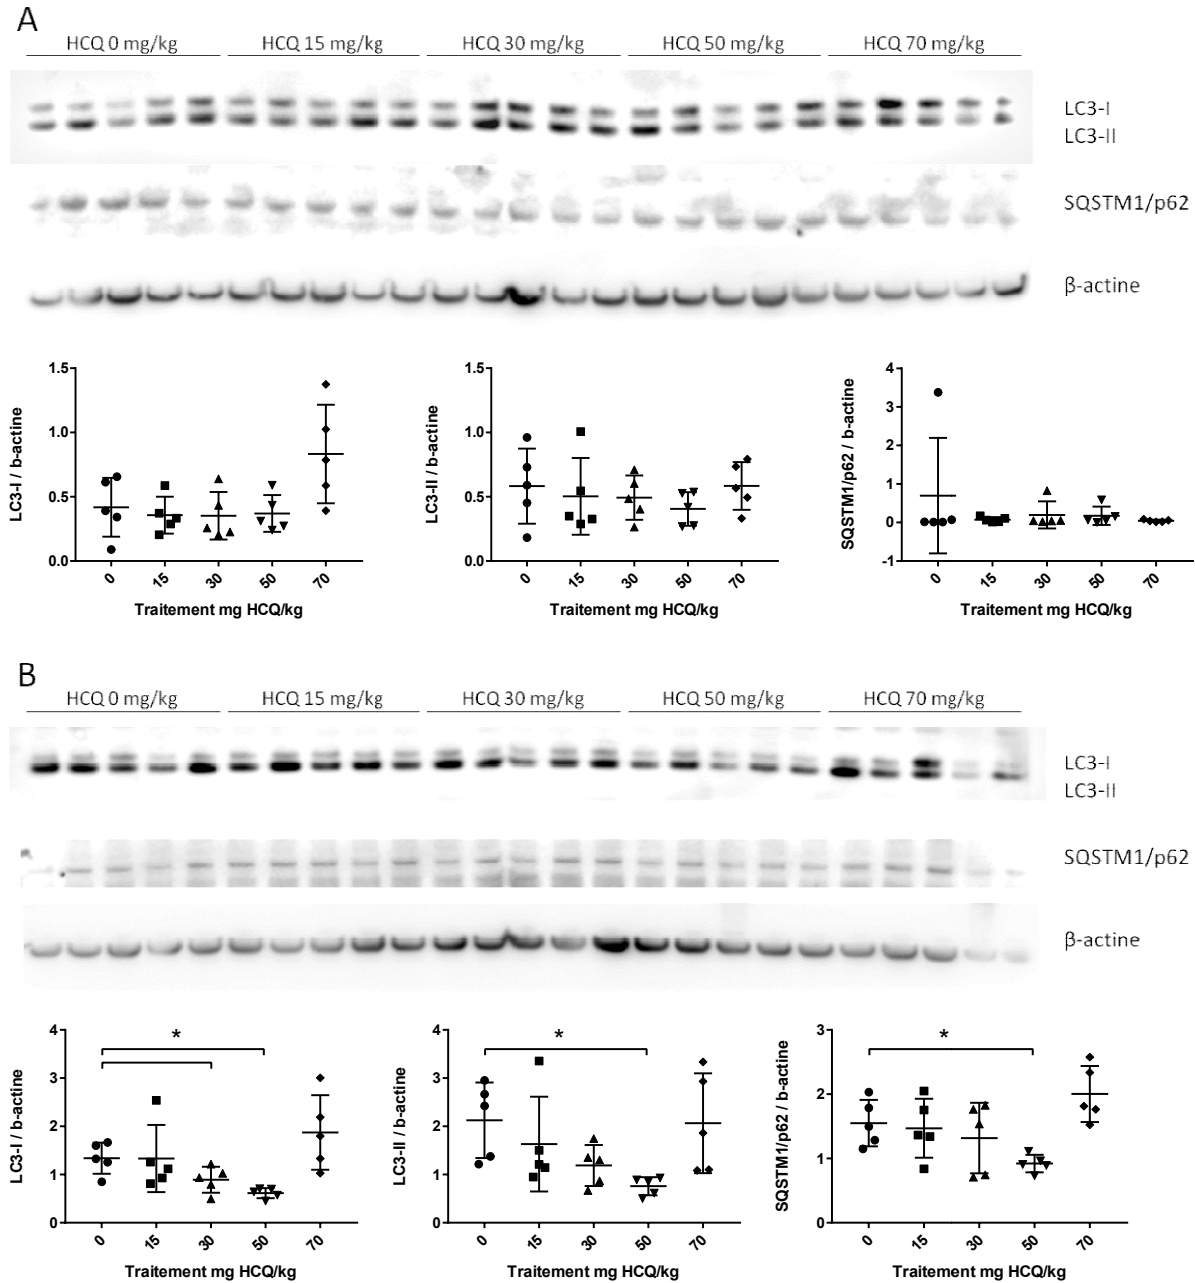 A
HCQ 0 mg/kg HCQ 15 mg/kg HCQ 30 mg/kg HCQ 50 mg/kg HCQ 70 mg/kg
LC3-I
LC3-II
SQSTM1/p62
β-actine
LC3-I / b-actine
1.5
1.0
0.5
0.0
0 15 30 50 70
Traitement mg HCQ/kg
LC3-II / b-actine
1.5
1.0
0.5
0.0
0 15 30 50 70
Traitement mg HCQ/kg
SQSTM1/p62 / b-actine
4
3
2
1
0
-1
0 15 30 50 70
Traitement mg HCQ/kg
B
HCQ 0 mg/kg HCQ 15 mg/kg HCQ 30 mg/kg HCQ 50 mg/kg HCQ 70 mg/kg
LC3-I
LC3-II
SQSTM1/p62
β-actine
LC3-I / b-actine
4
3
2
1
0
*
0 15 30 50 70
Traitement mg HCQ/kg
LC3-II / b-actine
4
3
2
1
0
*
0 15 30 50 70
Traitement mg HCQ/kg
SQSTM1/p62 / b-actine
3
2
1
0
*
0 15 30 50 70
Traitement mg HCQ/kg